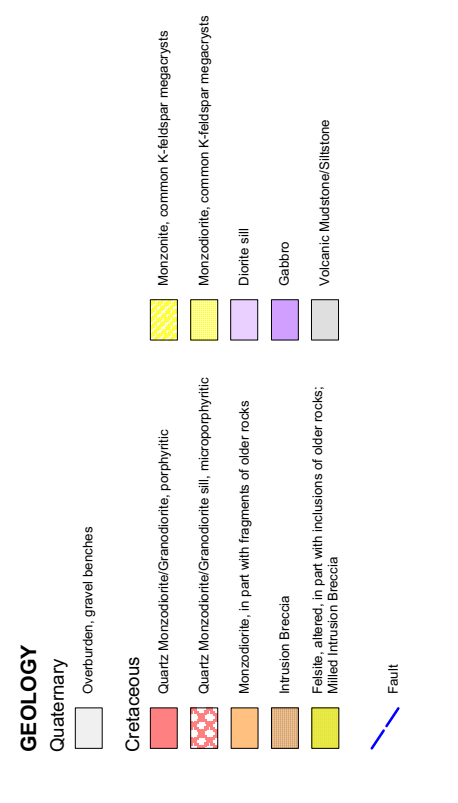 GEOLOGY
Quaternary
Overburden, gravel benches
Cretaceous
Quartz Monzodiorite/Granodiorite, porphyritic
Quartz Monzodiorite/Granodiorite sill, microporphyritic
Monzodiorite, in part with fragments of older rocks
Intrusion Breccia
Felsite, altered, in part with inclusions of older rocks;
Milled Intrusion Breccia
Fault
Monzonite, common K-feldspar megacrysts
Monzodiorite, common K-feldspar megacrysts
Diorite sill
Gabbro
Volcanic Mudstone/Siltstone